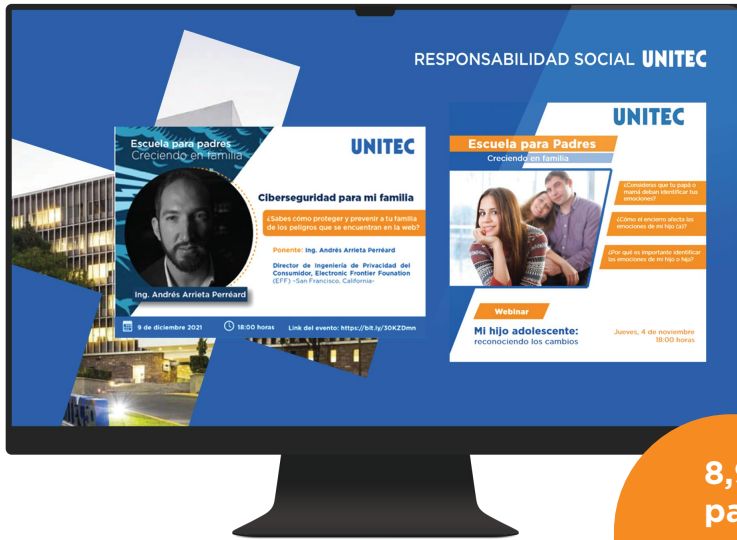 RESPONSABILIDAD SOCIAL UNITEC
Escuela para padres
Creciendo en familia
UNITEC
Ciberseguridad para mi familia
¿Sabes cómo proteger y prevenir a tu familia
de los peligros que se encuentran en la web?
Ponente: Ing. Andrés Arrieta Perréard
Director de Ingeniería de Privacidad del
Consumidor, Electronic Frontier Founation
(EFF) –San Francisco, California-
Ing. Andrés Arrieta Perréard
9 de diciembre 2021
18:00 horas
Link del evento: https://bit.ly/30KZDmn
UNITEC
Escuela para Padres
Creciendo en familia
¿Consideras que tu papá o
mamá deban identificar tus
emociones?
¿Cómo el encierro afecta las
emociones de mi hijo (a)?
¿Por qué es importante identificar
las emociones de mi hijo o hija?
Webinar
Mi hijo adolescente:
reconociendo los cambios
Jueves, 4 de noviembre
18:00 horas